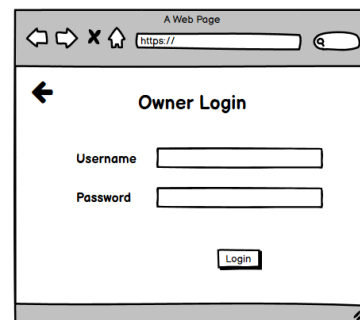 A Web Page
https://
Owner Login
Username
Password
Login